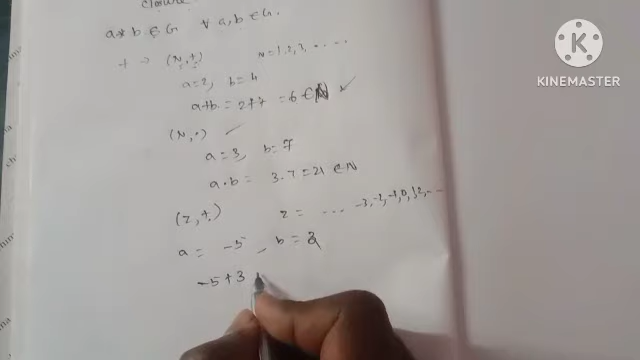 closure
a * b ∈ G ∀ a, b ∈ G.
+ → (N, +) N = 1, 2, 3, ......
a = 2, b = 4
a+b = 2+4 = 6 ∈ N ✓
(N, ·) ✓
a = 3, b = 7
a · b = 3 · 7 = 21 ∈ N
(Z, +) Z = ... -3, -2, -1, 0, 1, 2, ...
a = -5, b = 3
-5 + 3
KINEMASTER